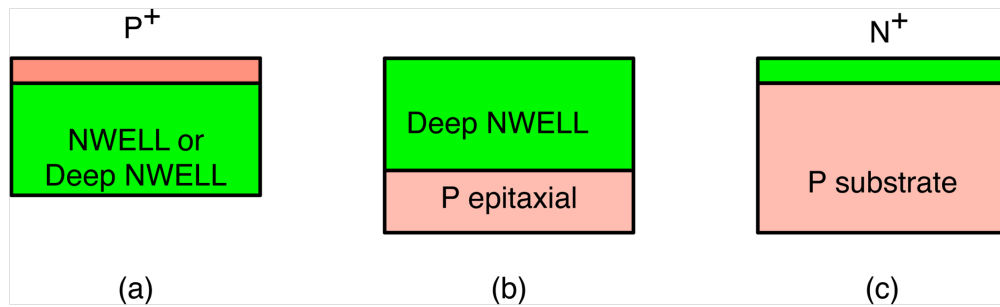 P+
N+
NWELL or
Deep NWELL
Deep NWELL
P epitaxial
P substrate
(a)
(b)
(c)